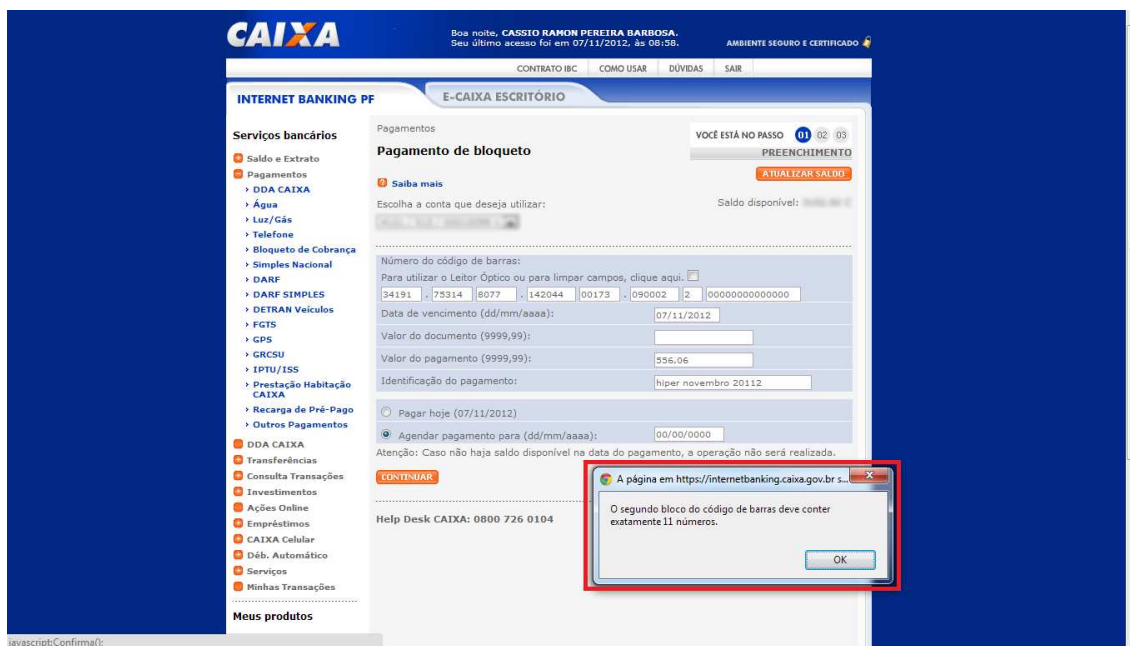 CAIXA
Boa noite, CASSIO RAMON PEREIRA BARBOSA.
Seu último acesso foi em 07/11/2012, às 08:58.
AMBIENTE SEGURO E CERTIFICADO
CONTRATO IBC COMO USAR DÚVIDAS SAIR
INTERNET BANKING PF
E-CAIXA ESCRITÓRIO
Serviços bancários
Saldo e Extrato
Pagamentos
DDA CAIXA
Água
Luz/Gás
Telefone
Bloqueto de Cobrança
Simples Nacional
DARF
DARF SIMPLES
DETRAN Veículos
FGTS
GPS
GRCSU
IPTU/ISS
Prestação Habitação
CAIXA
Recarga de Pré-Pago
Outros Pagamentos
DDA CAIXA
Transferências
Consulta Transações
Investimentos
Ações Online
Empréstimos
CAIXA Celular
Déb. Automático
Serviços
Minhas Transações
Meus produtos
Pagamentos
VOCÊ ESTÁ NO PASSO 01 02 03
Pagamento de bloqueto
PREENCHIMENTO
ATUALIZAR SALDO
Saiba mais
Escolha a conta que deseja utilizar:
Saldo disponível:
Número do código de barras:
Para utilizar o Leitor Óptico ou para limpar campos, clique aqui.
34191 . 75314 8077 . 142044 00173 . 090002 2 00000000000000
Data de vencimento (dd/mm/aaaa): 07/11/2012
Valor do documento (9999,99):
Valor do pagamento (9999,99): 556,06
Identificação do pagamento: hiper novembro 20112
Pagar hoje (07/11/2012)
Agendar pagamento para (dd/mm/aaaa): 00/00/0000
Atenção: Caso não haja saldo disponível na data do pagamento, a operação não será realizada.
CONTINUAR
Help Desk CAIXA: 0800 726 0104
A página em https://internetbanking.caixa.gov.br s...
O segundo bloco do código de barras deve conter
exatamente 11 números.
OK
javascript:Confirma();